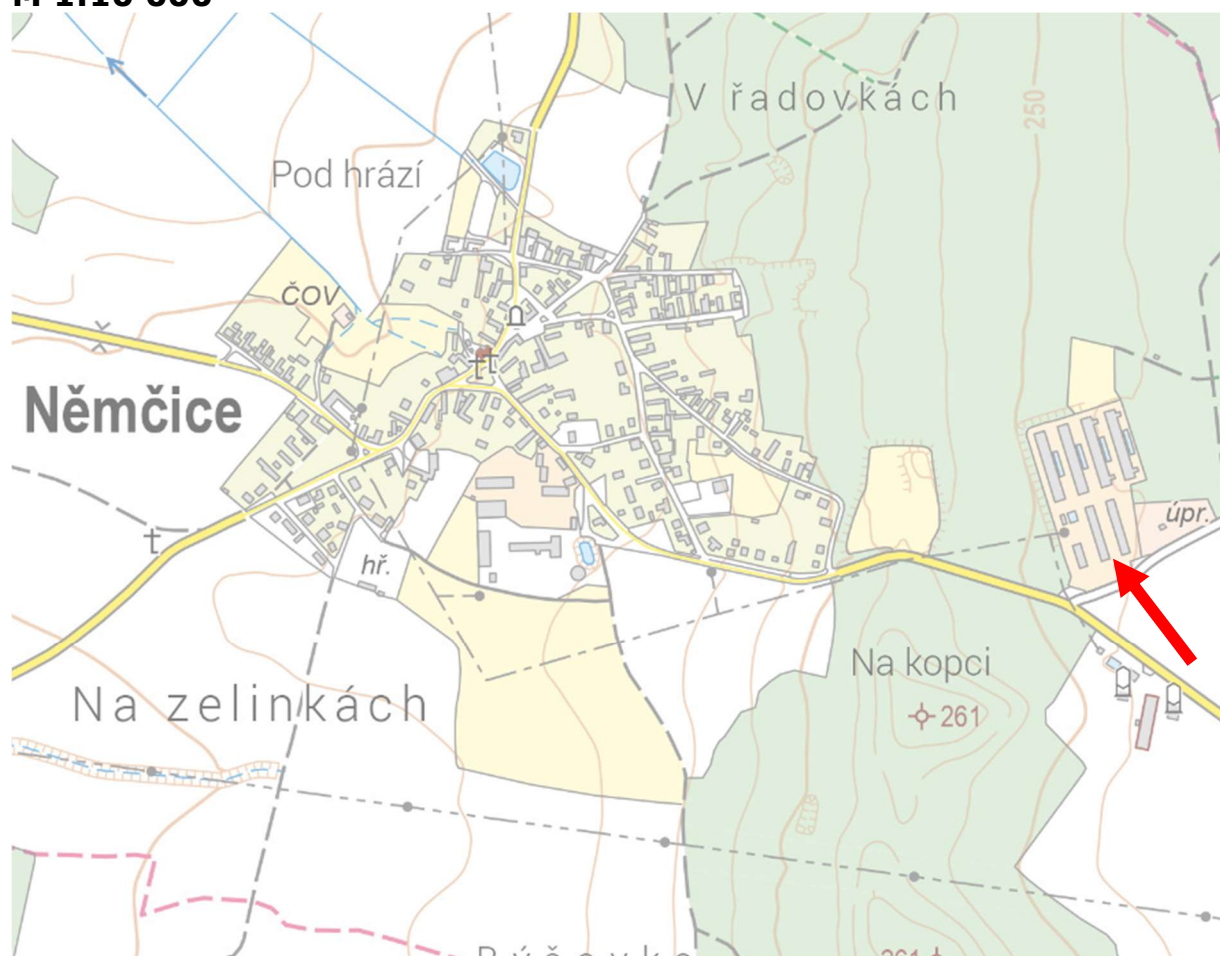 V řadovkách
250
Pod hrází
ČOV
Němčice
úpr.
hř.
Na kopci
261
Na zelinkách